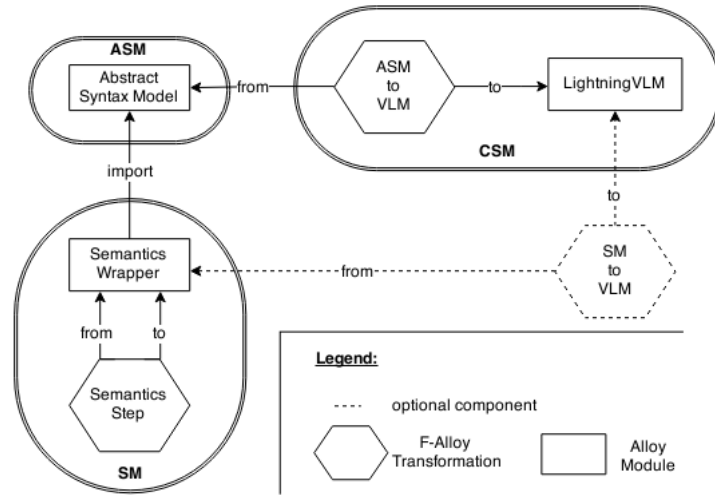 ASM
Abstract
Syntax Model
from
ASM
to
VLM
to
LightningVLM
CSM
import
to
Semantics
Wrapper
from
SM
to
VLM
from
to
Semantics
Step
SM
Legend:
optional component
F-Alloy
Transformation
Alloy
Module